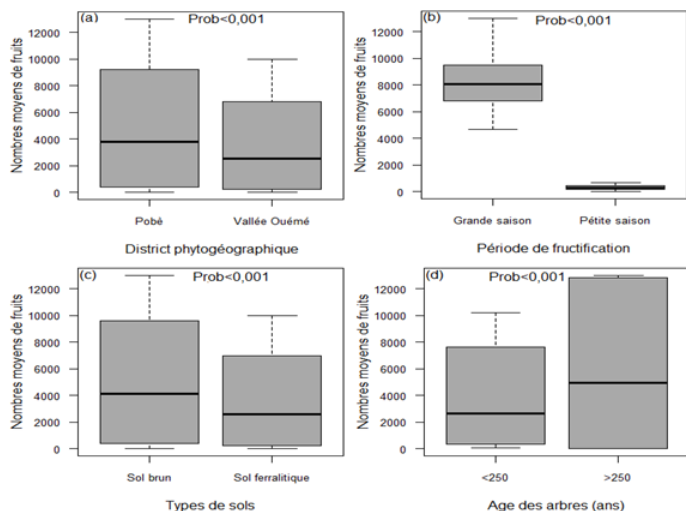 (a) Prob<0,001
Nombres moyens de fruits
12000
10000
8000
6000
4000
2000
0
Pobè Vallée Ouémé
District phytogéographique
(b) Prob<0,001
Nombres moyens de fruits
12000
10000
8000
6000
4000
2000
0
Grande saison Pétite saison
Période de fructification
(c) Prob<0,001
Nombres moyens de fruits
12000
10000
8000
6000
4000
2000
0
Sol brun Sol ferralitique
Types de sols
(d) Prob<0,001
Nombres moyens de fruits
12000
10000
8000
6000
4000
2000
0
<250 >250
Age des arbres (ans)